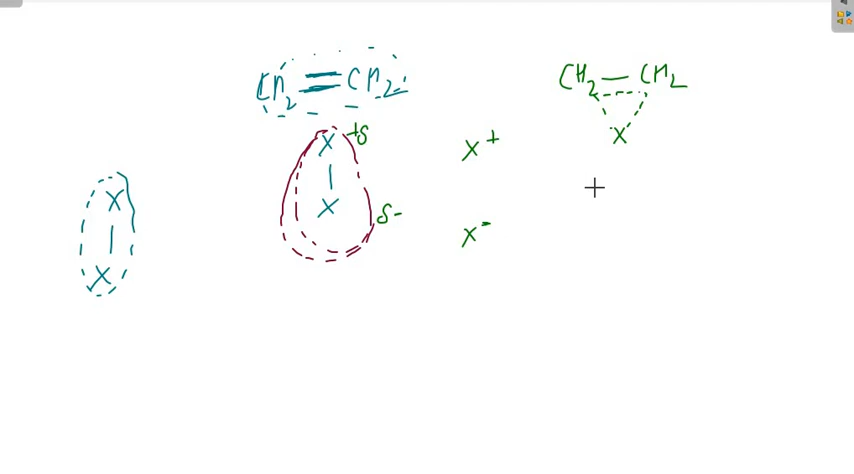 CH2 = CH2 CH2 — CH2
X +δ X+ X
X
X δ- X-
X